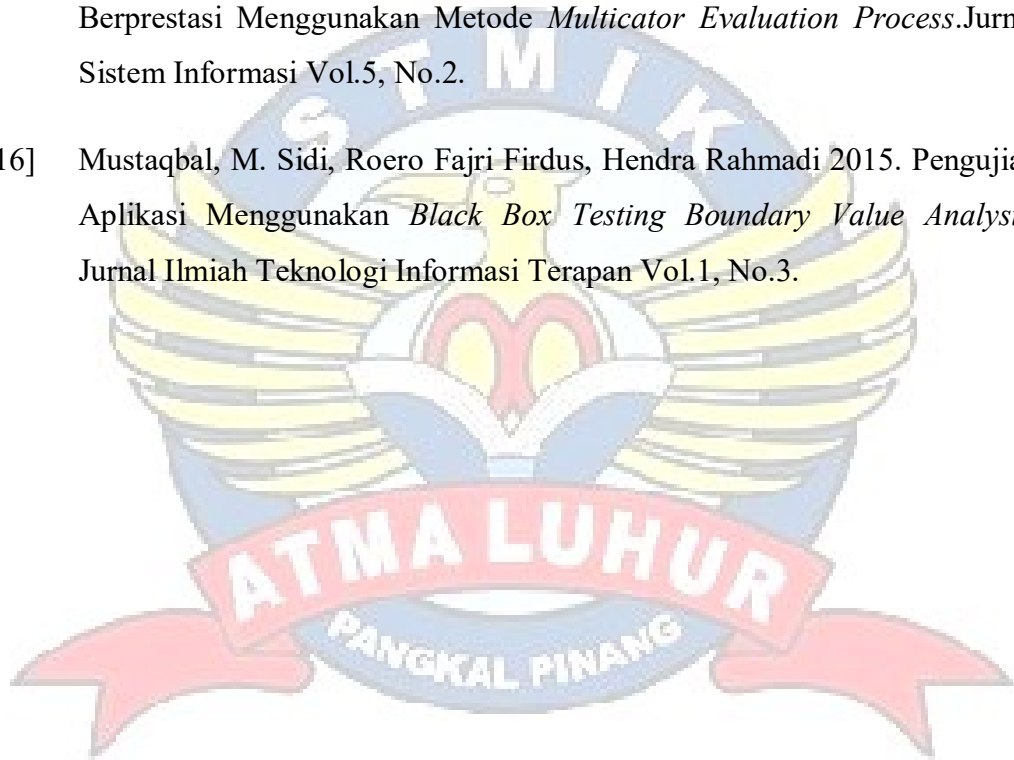 Berprestasi Menggunakan Metode Multicator Evaluation Process.Jurn
Sistem Informasi Vol.5, No.2.
16] Mustaqbal, M. Sidi, Roero Fajri Firdus, Hendra Rahmadi 2015. Pengujia
Aplikasi Menggunakan Black Box Testing Boundary Value Analysi
Jurnal Ilmiah Teknologi Informasi Terapan Vol.1, No.3.
STMIK
ATMA LUHUR
PANGKAL PINANG